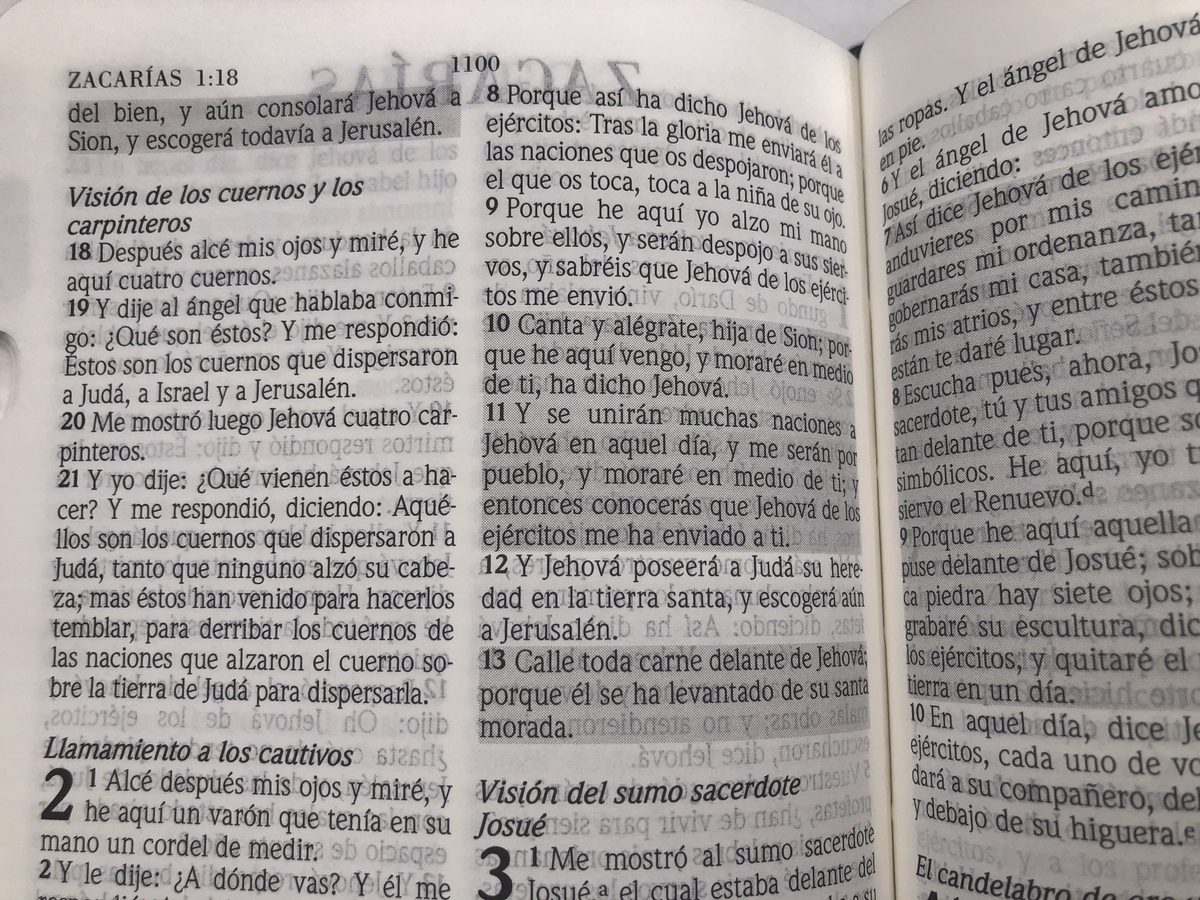 ZACARÍAS 1:18
1100
del bien, y aún consolará Jehová a
Sion, y escogerá todavía a Jerusalén.
Visión de los cuernos y los
carpinteros
18 Después alcé mis ojos y miré, y he
aquí cuatro cuernos.
19 Y dije al ángel que hablaba conmi-
go: ¿Qué son éstos? Y me respondió:
Éstos son los cuernos que dispersaron
a Judá, a Israel y a Jerusalén.
20 Me mostró luego Jehová cuatro car-
pinteros.
21 Y yo dije: ¿Qué vienen éstos a ha-
cer? Y me respondió, diciendo: Aqué-
llos son los cuernos que dispersaron a
Judá, tanto que ninguno alzó su cabe-
za; mas éstos han venido para hacerlos
temblar, para derribar los cuernos de
las naciones que alzaron el cuerno so-
bre la tierra de Judá para dispersarla.
Llamamiento a los cautivos
2 1 Alcé después mis ojos y miré, y
he aquí un varón que tenía en su
mano un cordel de medir.
2 Y le dije: ¿A dónde vas? Y él me
8 Porque así ha dicho Jehová de los
ejércitos: Tras la gloria me enviará él a
las naciones que os despojaron; porque
el que os toca, toca a la niña de su ojo.
9 Porque he aquí yo alzo mi mano
sobre ellos, y serán despojo a sus sier-
vos, y sabréis que Jehová de los ejérci-
tos me envió.
10 Canta y alégrate, hija de Sion; por-
que he aquí vengo, y moraré en medio
de ti, ha dicho Jehová.
11 Y se unirán muchas naciones a
Jehová en aquel día, y me serán por
pueblo, y moraré en medio de ti; y
entonces conocerás que Jehová de los
ejércitos me ha enviado a ti.
12 Y Jehová poseerá a Judá su here-
dad en la tierra santa, y escogerá aún
a Jerusalén.
13 Calle toda carne delante de Jehová;
porque él se ha levantado de su santa
morada.
Visión del sumo sacerdote
Josué
3 1 Me mostró al sumo sacerdote
Josué, el cual estaba delante del
las ropas. Y el ángel de Jehová
en pie.
6 Y el ángel de Jehová amo
Josué, diciendo:
7 Así dice Jehová de los ejér
anduvieres por mis camin
guardares mi ordenanza, ta
gobernarás mi casa, también
rás mis atrios, y entre éstos
están te daré lugar.
8 Escucha pues, ahora, Jo
sacerdote, tú y tus amigos q
tan delante de ti, porque so
simbólicos. He aquí, yo t
siervo el Renuevo.d
9 Porque he aquí aquella
puse delante de Josué; sob
ca piedra hay siete ojos;
grabaré su escultura, dic
los ejércitos, y quitaré el
tierra en un día.
10 En aquel día, dice Je
ejércitos, cada uno de vo
dará a su compañero, de
y debajo de su higuera.e
El candelabro de oro